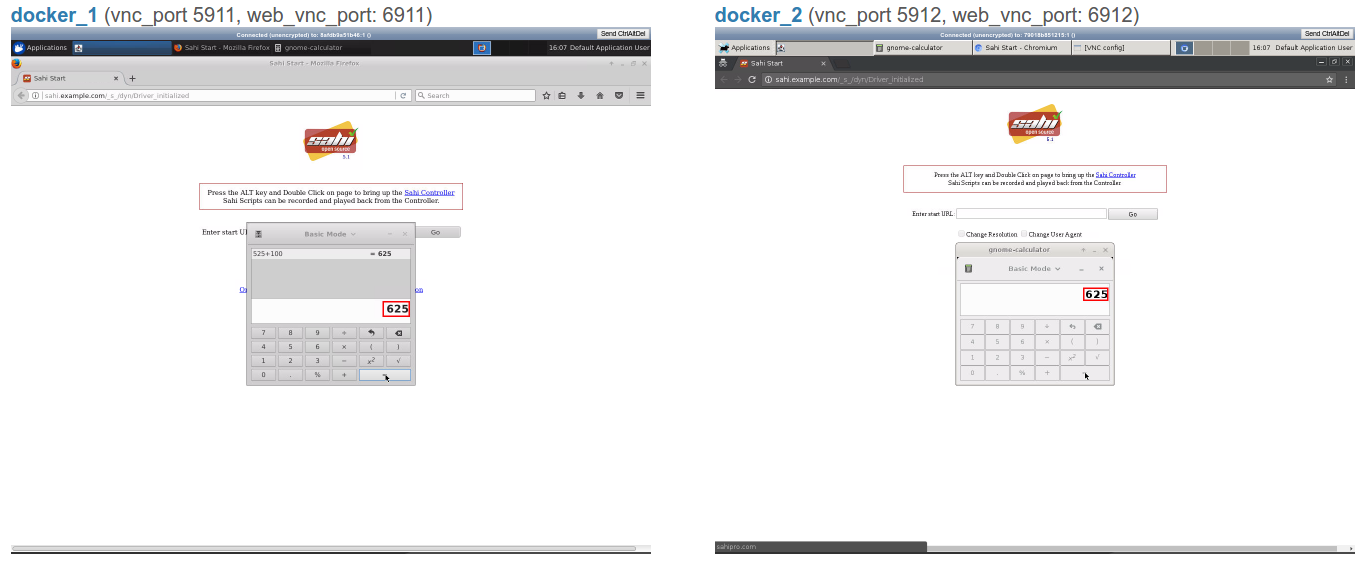 docker_1 (vnc_port 5911, web_vnc_port: 6911)
Connected (unencrypted) to: 8afdb9a51b46:1 ()
Send CtrlAltDel
Applications
Sahi Start - Mozilla Firefox
gnome-calculator
16:07 Default Application User
Sahi Start - Mozilla Firefox
Sahi Start
sahi.example.com/_s_/dyn/Driver_initialized
Search
sahi
open source
5.1
Press the ALT key and Double Click on page to bring up the Sahi Controller
Sahi Scripts can be recorded and played back from the Controller.
Enter start U
Go
Basic Mode
525+100 = 625
on
625
7 8 9 ÷
4 5 6 × ( )
1 2 3 − x² √
0 . % + =
docker_2 (vnc_port 5912, web_vnc_port: 6912)
Connected (unencrypted) to: 79018b851215:1 ()
Send CtrlAltDel
Applications
gnome-calculator
Sahi Start - Chromium
[VNC config]
16:07 Default Application User
Sahi Start
sahi.example.com/_s_/dyn/Driver_initialized
sahi
open source
5.1
Press the ALT key and Double Click on page to bring up the Sahi Controller
Sahi Scripts can be recorded and played back from the Controller.
Enter start URL:
Go
Change Resolution Change User Agent
gnome-calculator
Basic Mode
625
7 8 9 ÷
4 5 6 × ( )
1 2 3 − x² √
0 . % +
sahipro.com